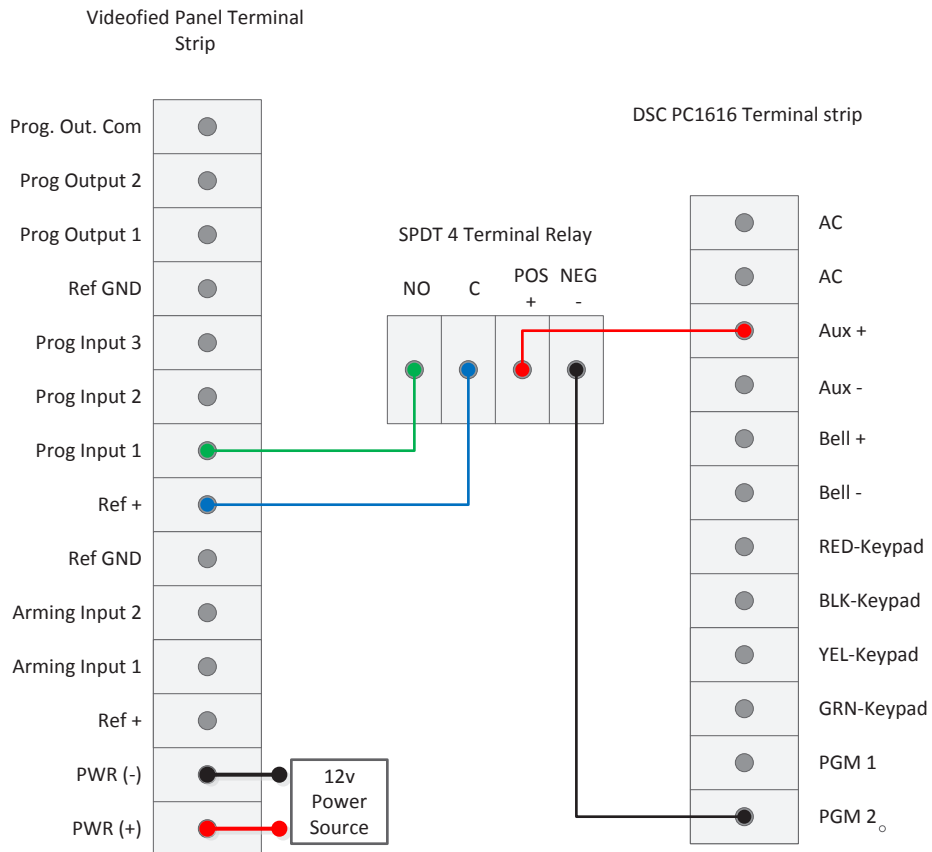 Videofied Panel Terminal
Strip
Prog. Out. Com
Prog Output 2
Prog Output 1
Ref GND
Prog Input 3
Prog Input 2
Prog Input 1
Ref +
Ref GND
Arming Input 2
Arming Input 1
Ref +
PWR (-)
PWR (+)
12v
Power
Source
SPDT 4 Terminal Relay
NO C POS NEG
+ -
DSC PC1616 Terminal strip
AC
AC
Aux +
Aux -
Bell +
Bell -
RED-Keypad
BLK-Keypad
YEL-Keypad
GRN-Keypad
PGM 1
PGM 2